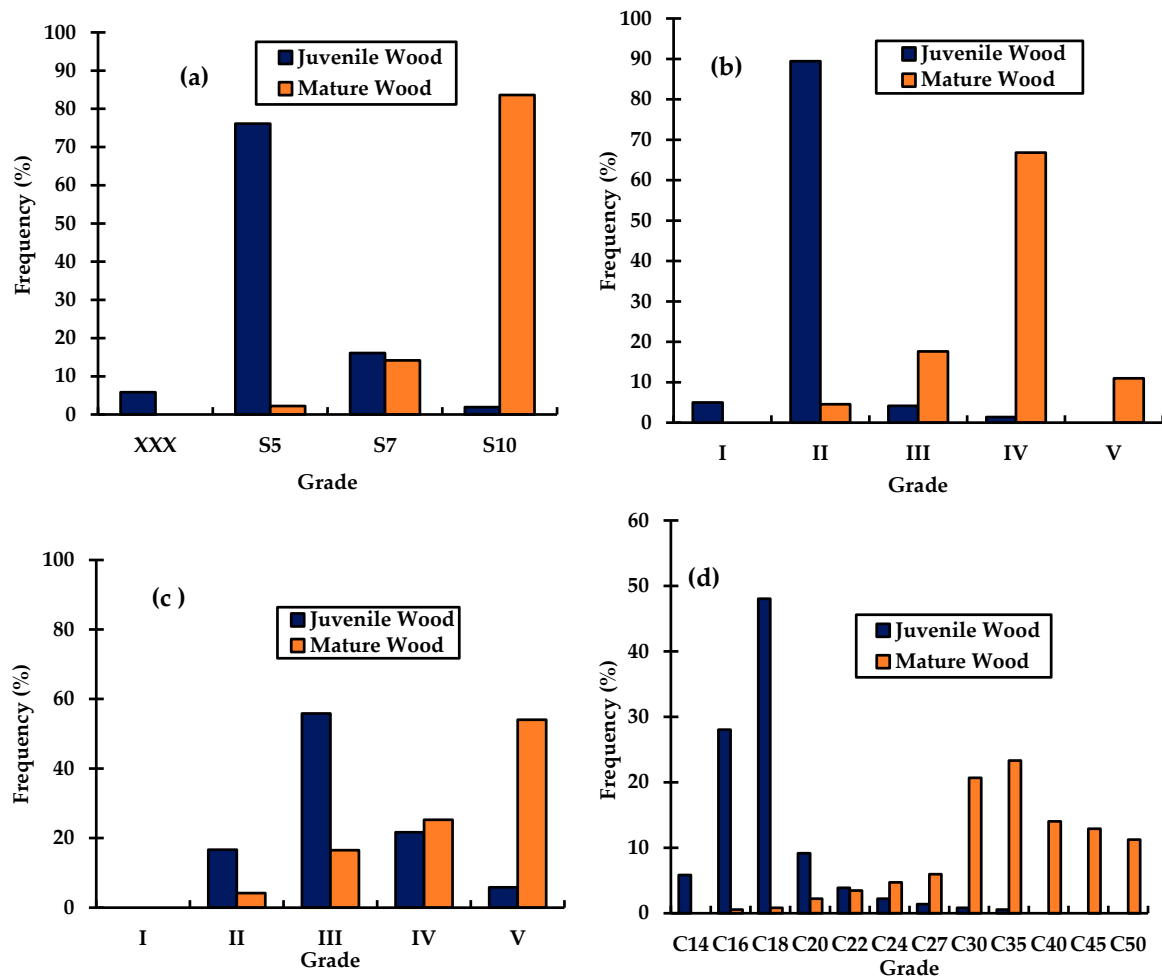 (a)
Juvenile Wood
Mature Wood
Frequency (%)
100
90
80
70
60
50
40
30
20
10
0
XXX S5 S7 S10
Grade
(b)
Juvenile Wood
Mature Wood
Frequency (%)
100
90
80
70
60
50
40
30
20
10
0
I II III IV V
Grade
(c )
Juvenile Wood
Mature Wood
Frequency (%)
100
80
60
40
20
0
I II III IV V
Grade
(d)
Juvenile Wood
Mature Wood
Frequency (%)
60
50
40
30
20
10
0
C14 C16 C18 C20 C22 C24 C27 C30 C35 C40 C45 C50
Grade